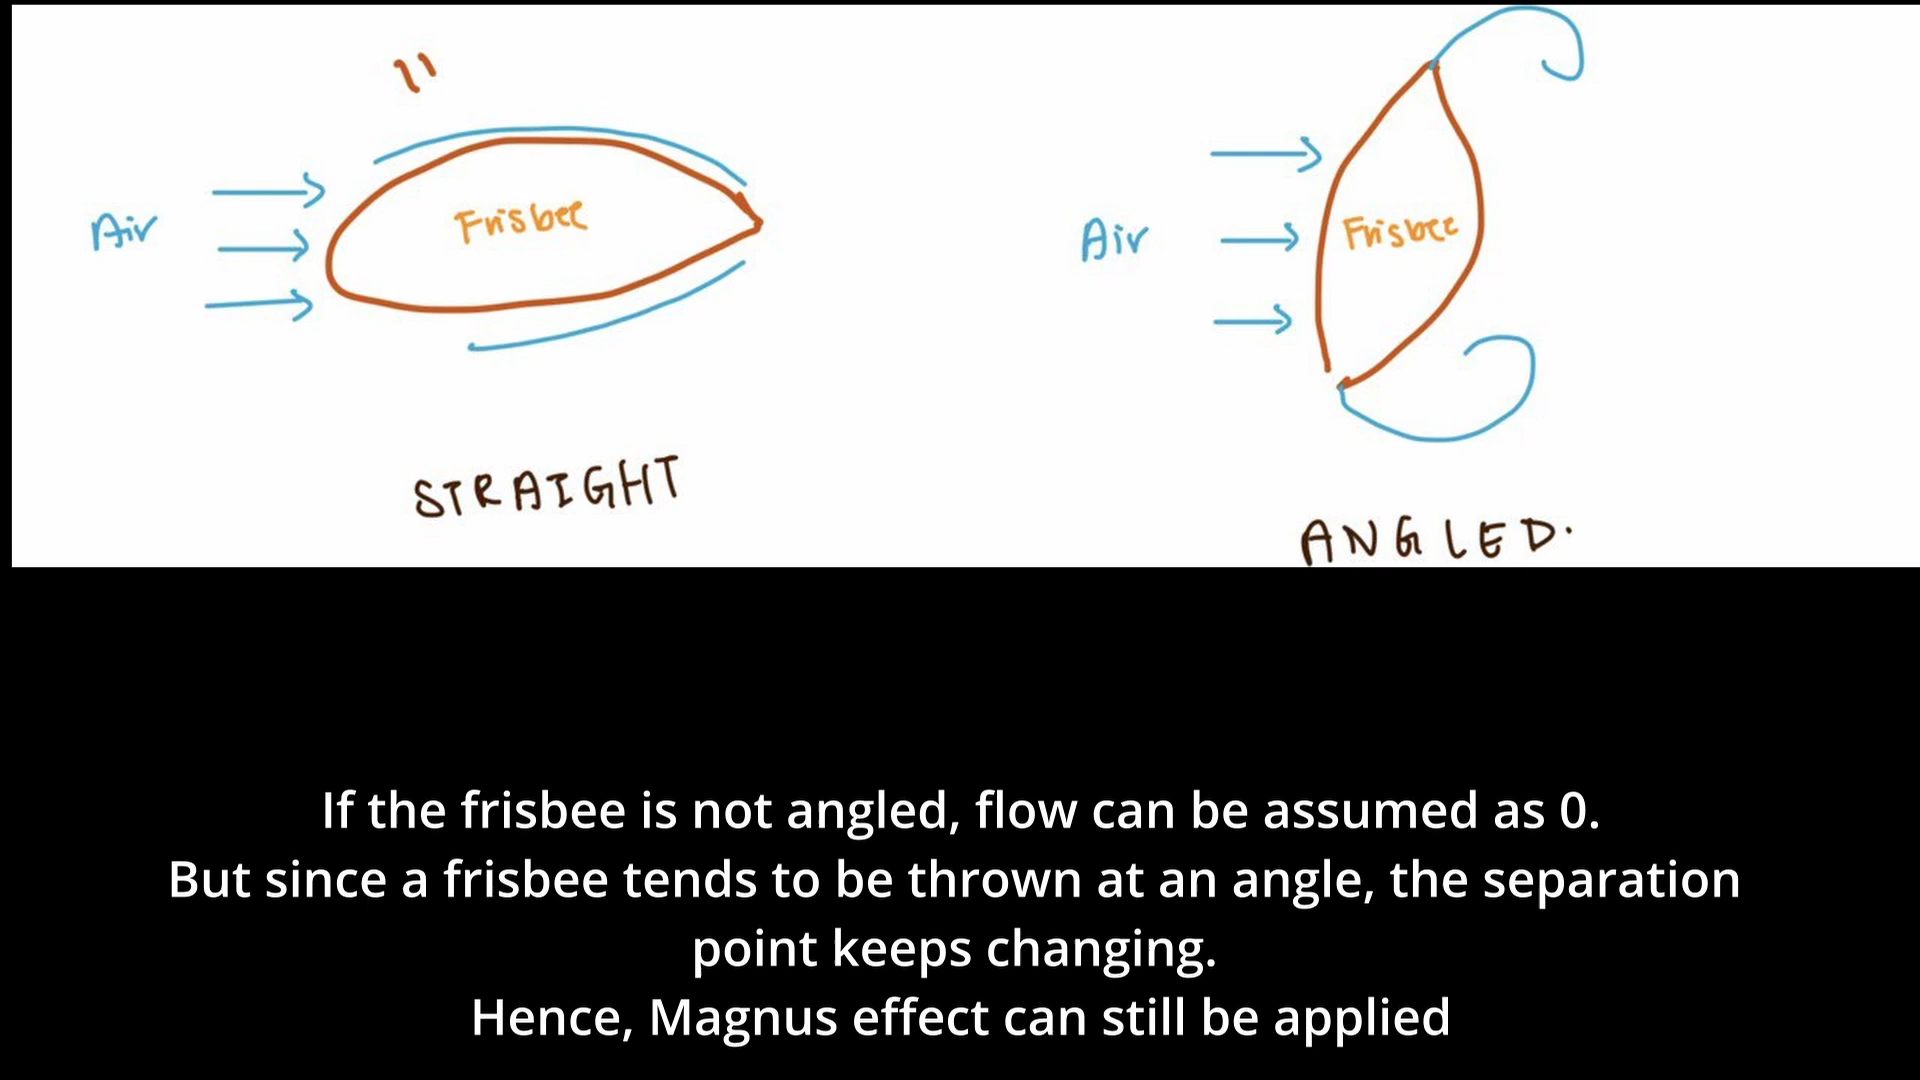 Air
Frisbee
STRAIGHT
Air
Frisbee
ANGLED.
If the frisbee is not angled, flow can be assumed as 0.
But since a frisbee tends to be thrown at an angle, the separation
point keeps changing.
Hence, Magnus effect can still be applied